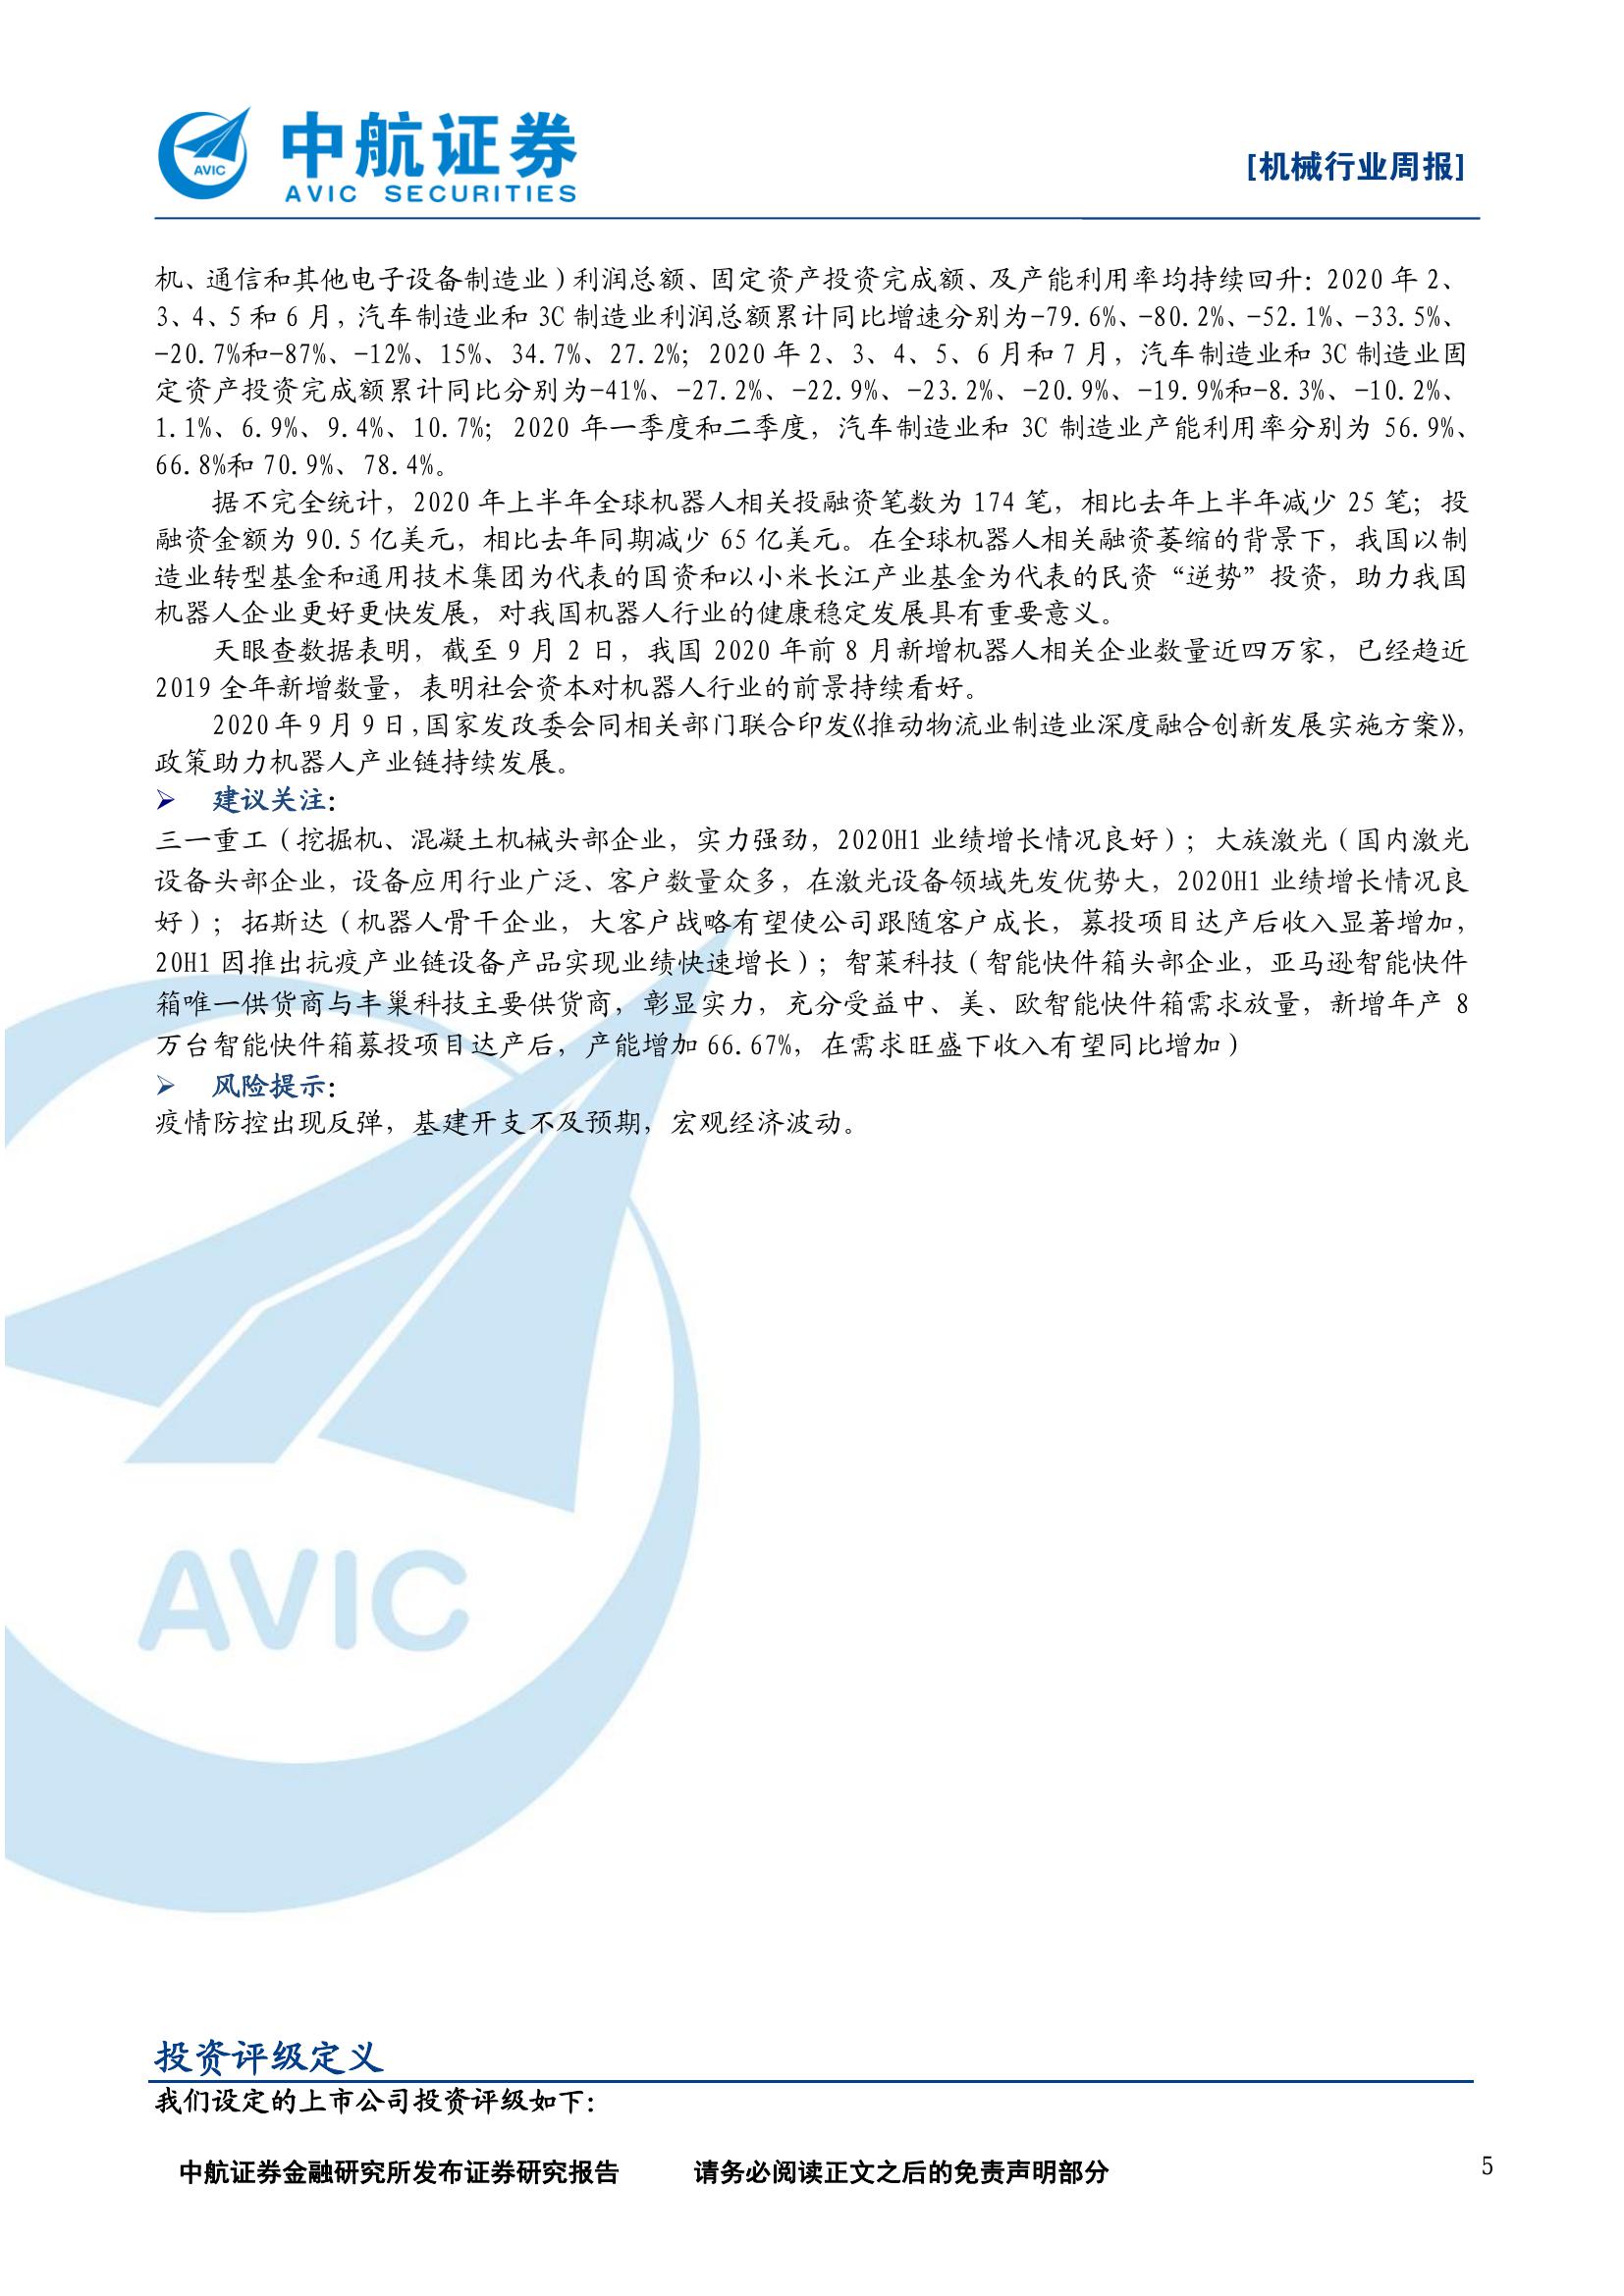 AVIC
中航证券
AVIC SECURITIES
[机械行业周报]
机、通信和其他电子设备制造业）利润总额、固定资产投资完成额、及产能利用率均持续回升：2020 年 2、
3、4、5 和 6 月，汽车制造业和 3C 制造业利润总额累计同比增速分别为-79.6%、-80.2%、-52.1%、-33.5%、
-20.7%和-87%、-12%、15%、34.7%、27.2%；2020 年 2、3、4、5、6 月和 7 月，汽车制造业和 3C 制造业固
定资产投资完成额累计同比分别为-41%、-27.2%、-22.9%、-23.2%、-20.9%、-19.9%和-8.3%、-10.2%、
1.1%、6.9%、9.4%、10.7%；2020 年一季度和二季度，汽车制造业和 3C 制造业产能利用率分别为 56.9%、
66.8%和 70.9%、78.4%。
据不完全统计，2020 年上半年全球机器人相关投融资笔数为 174 笔，相比去年上半年减少 25 笔；投
融资金额为 90.5 亿美元，相比去年同期减少 65 亿美元。在全球机器人相关融资萎缩的背景下，我国以制
造业转型基金和通用技术集团为代表的国资和以小米长江产业基金为代表的民资“逆势”投资，助力我国
机器人企业更好更快发展，对我国机器人行业的健康稳定发展具有重要意义。
天眼查数据表明，截至 9 月 2 日，我国 2020 年前 8 月新增机器人相关企业数量近四万家，已经趋近
2019 全年新增数量，表明社会资本对机器人行业的前景持续看好。
2020 年 9 月 9 日，国家发改委会同相关部门联合印发《推动物流业制造业深度融合创新发展实施方案》，
政策助力机器人产业链持续发展。
➢ 建议关注：
三一重工（挖掘机、混凝土机械头部企业，实力强劲，2020H1 业绩增长情况良好）；大族激光（国内激光
设备头部企业，设备应用行业广泛、客户数量众多，在激光设备领域先发优势大，2020H1 业绩增长情况良
好）；拓斯达（机器人骨干企业，大客户战略有望使公司跟随客户成长，募投项目达产后收入显著增加，
20H1 因推出抗疫产业链设备产品实现业绩快速增长）；智莱科技（智能快件箱头部企业，亚马逊智能快件
箱唯一供货商与丰巢科技主要供货商，彰显实力，充分受益中、美、欧智能快件箱需求放量，新增年产 8
万台智能快件箱募投项目达产后，产能增加 66.67%，在需求旺盛下收入有望同比增加）
➢ 风险提示：
疫情防控出现反弹，基建开支不及预期，宏观经济波动。
AVIC
投资评级定义
我们设定的上市公司投资评级如下：
中航证券金融研究所发布证券研究报告 请务必阅读正文之后的免责声明部分 5